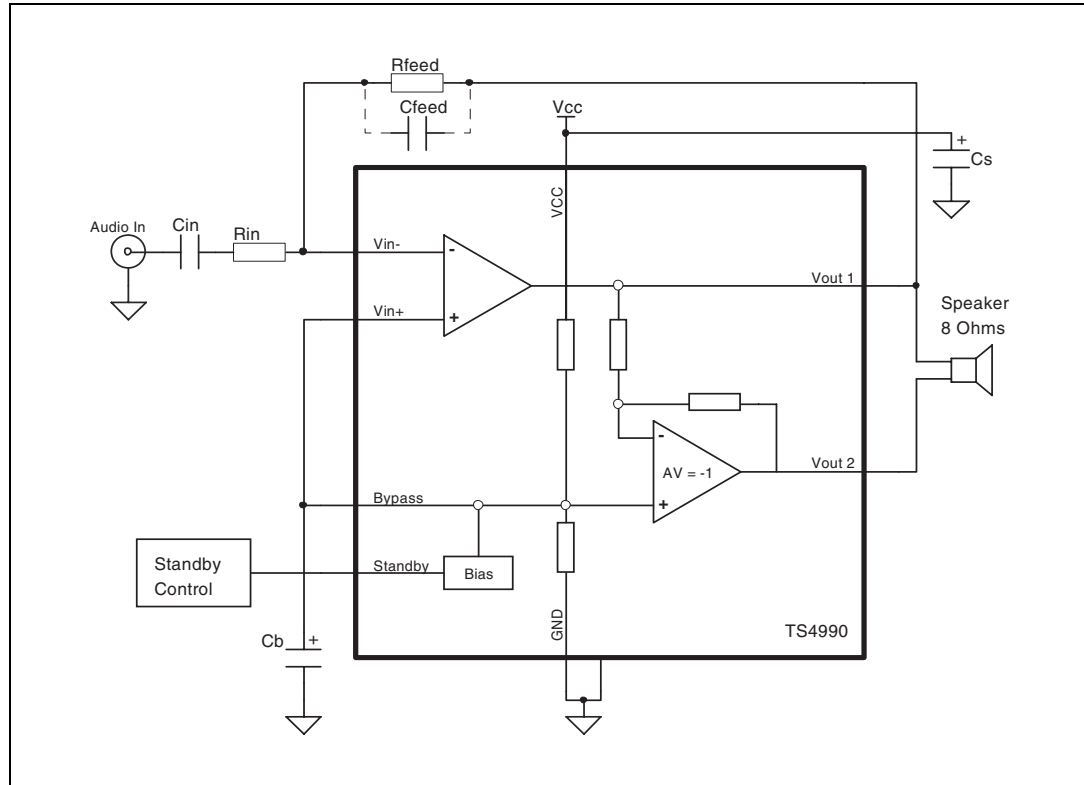 Rfeed
Cfeed
Vcc
+
Cs
VCC
Audio In
Cin
Rin
Vin-
-
Vin+
+
Vout 1
Speaker
8 Ohms
-
AV = -1
+
Vout 2
Bypass
Standby
Control
Standby
Bias
GND
TS4990
Cb
+